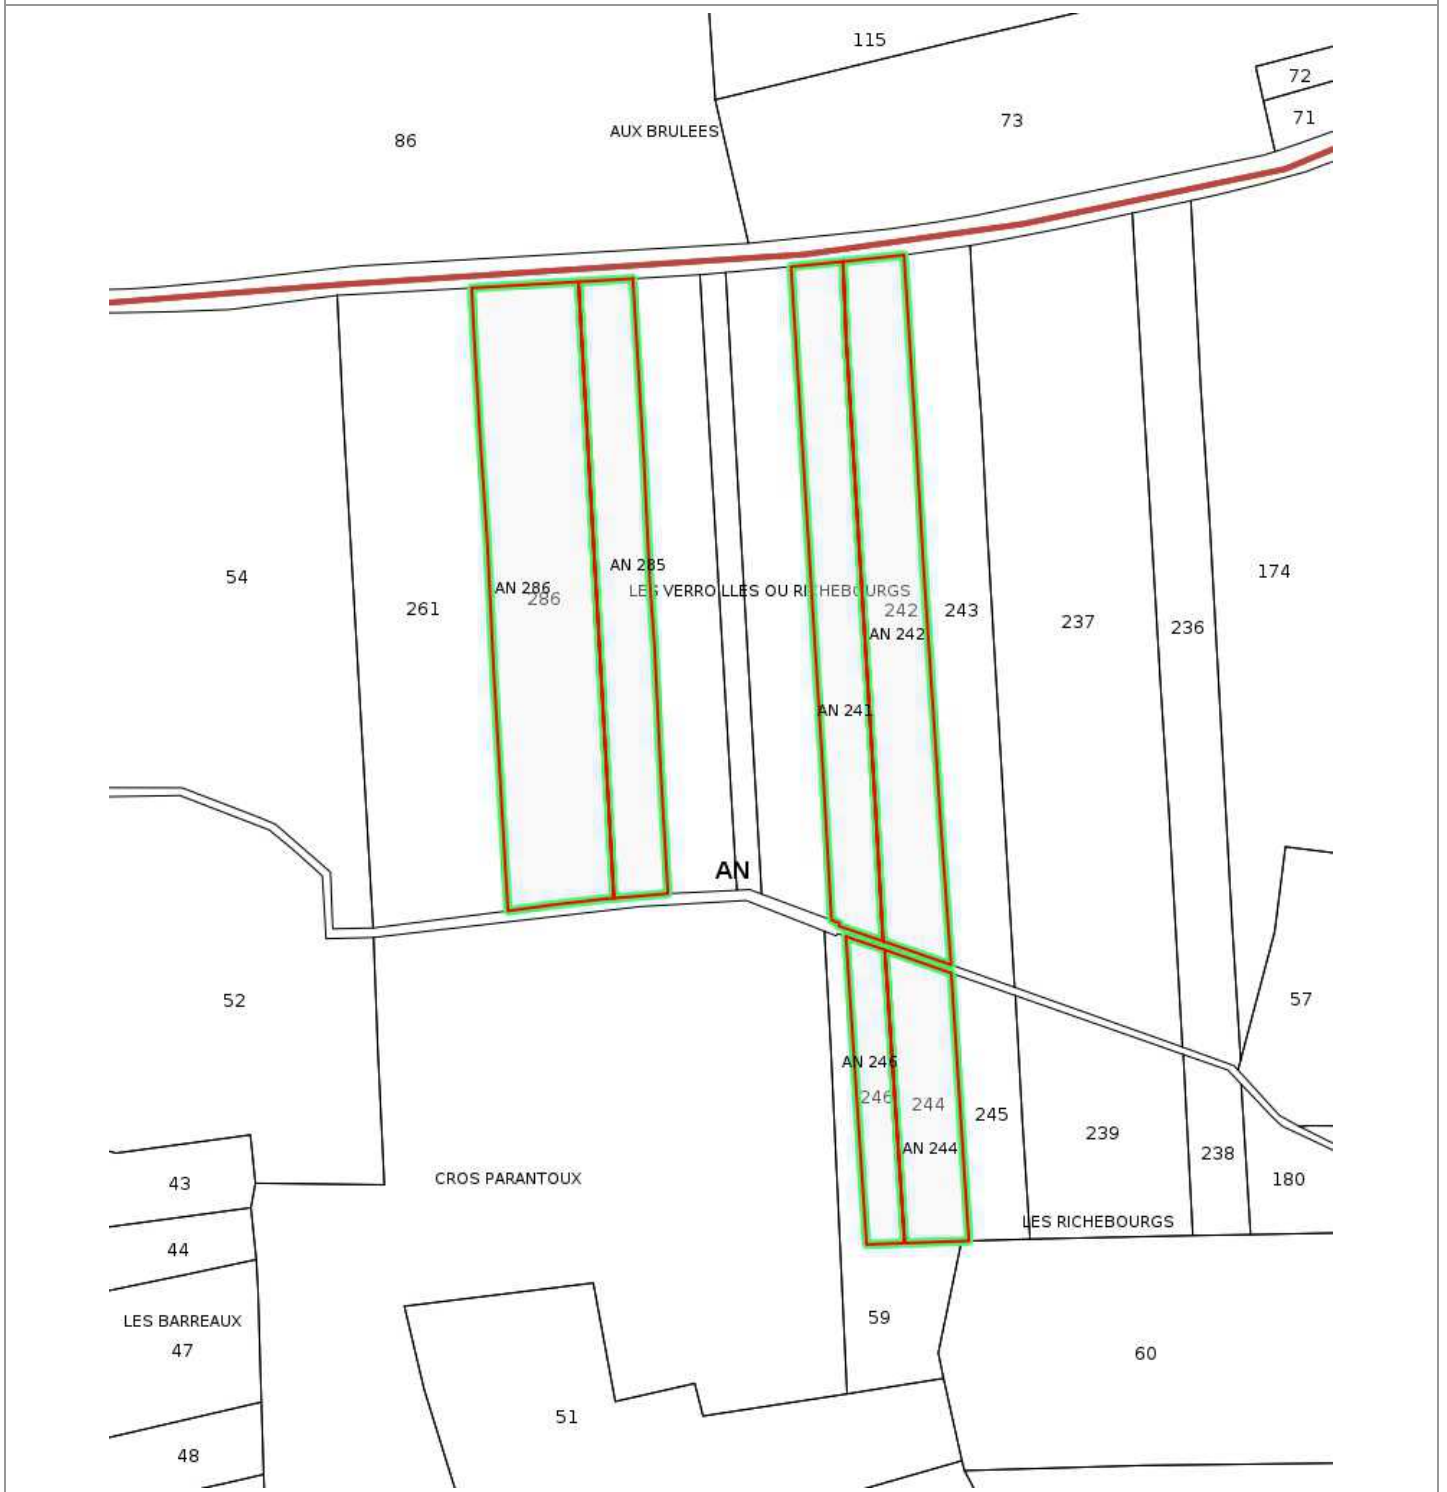 115
72
73
71
86
AUX BRULEES
AN 285
54
174
AN 286
286
LES VERROILLES OU RICHEBOURGS
261
242
243
237
236
AN 242
AN 241
AN
52
57
AN 246
246
244
245
239
AN 244
238
43
CROS PARANTOUX
180
LES RICHEBOURGS
44
LES BARREAUX
59
47
60
51
48